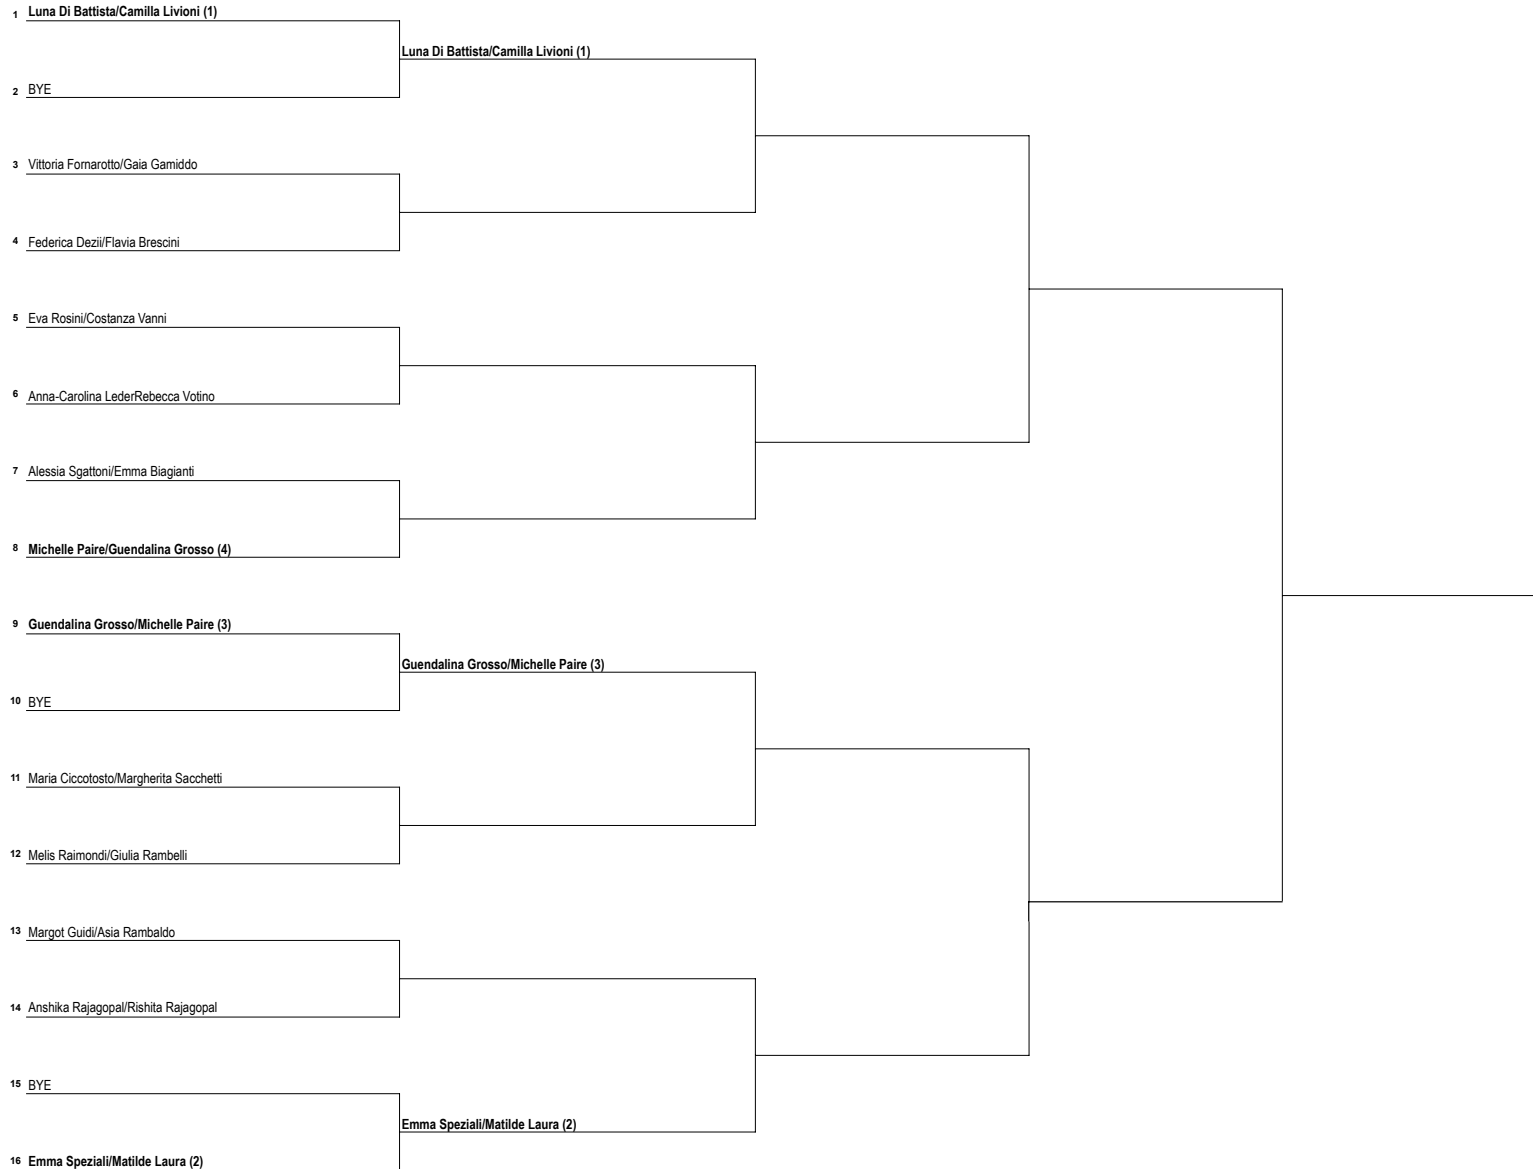 1 Luna Di Battista/Camilla Livioni (1)
Luna Di Battista/Camilla Livioni (1)
2 BYE
3 Vittoria Fornarotto/Gaia Gamiddo
4 Federica Dezii/Flavia Brescini
5 Eva Rosini/Costanza Vanni
6 Anna-Carolina LederRebecca Votino
7 Alessia Sgattoni/Emma Biagianti
8 Michelle Paire/Guendalina Grosso (4)
9 Guendalina Grosso/Michelle Paire (3)
Guendalina Grosso/Michelle Paire (3)
10 BYE
11 Maria Ciccotosto/Margherita Sacchetti
12 Melis Raimondi/Giulia Rambelli
13 Margot Guidi/Asia Rambaldo
14 Anshika Rajagopal/Rishita Rajagopal
15 BYE
Emma Speziali/Matilde Laura (2)
16 Emma Speziali/Matilde Laura (2)